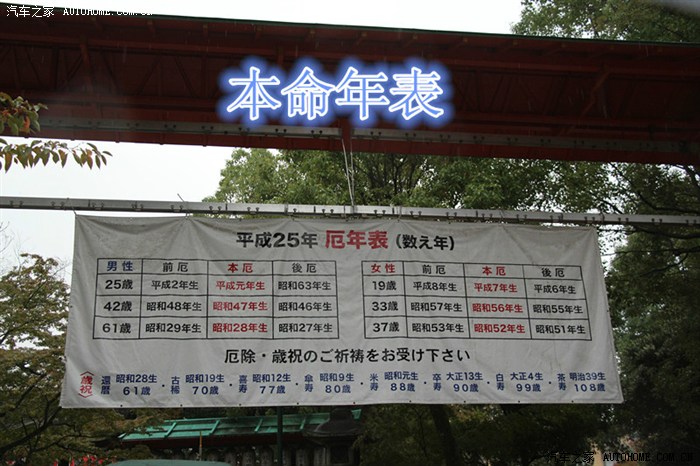 汽车之家 AUTOHOME.COM.CN
本命年表
平成25年 厄年表（数え年）
男性 前厄 本厄 後厄
25歳 平成2年生 平成元年生 昭和63年生
42歳 昭和48年生 昭和47年生 昭和46年生
61歳 昭和29年生 昭和28年生 昭和27年生
女性 前厄 本厄 後厄
19歳 平成8年生 平成7年生 平成6年生
33歳 昭和57年生 昭和56年生 昭和55年生
37歳 昭和53年生 昭和52年生 昭和51年生
厄除・歳祝のご祈祷をお受け下さい
〈歳祝〉 還暦 昭和28生 61歳・古稀 昭和19生 70歳・喜寿 昭和12生 77歳・傘寿 昭和9生 80歳・米寿 昭和元生 88歳・卒寿 大正13生 90歳・白寿 大正4生 99歳・茶寿 明治39生 108歳
汽车之家 WWW.AUTOHOME.COM.CN